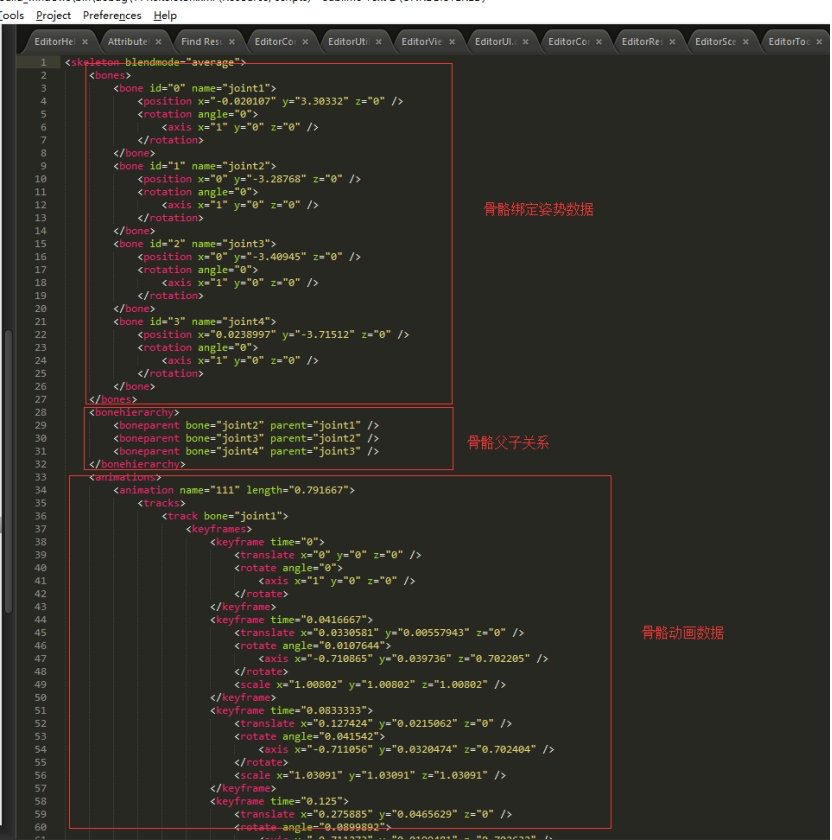 Tools Project Preferences Help
EditorHe × Attribute × Find Res × EditorCo × EditorUti × EditorVie × EditorUI. × EditorCo × EditorRe × EditorSce × EditorToo ×
1 <skeleton blendmode="average">
2 <bones>
3 <bone id="0" name="joint1">
4 <position x="-0.020107" y="3.30332" z="0" />
5 <rotation angle="0">
6 <axis x="1" y="0" z="0" />
7 </rotation>
8 </bone>
9 <bone id="1" name="joint2">
10 <position x="0" y="-3.28768" z="0" />
11 <rotation angle="0">
12 <axis x="1" y="0" z="0" />
13 </rotation>
14 </bone>
15 <bone id="2" name="joint3">
16 <position x="0" y="-3.40945" z="0" />
17 <rotation angle="0">
18 <axis x="1" y="0" z="0" />
19 </rotation>
20 </bone>
21 <bone id="3" name="joint4">
22 <position x="0.0238997" y="-3.71512" z="0" />
23 <rotation angle="0">
24 <axis x="1" y="0" z="0" />
25 </rotation>
26 </bone>
27 </bones>
骨骼绑定姿势数据
28 <bonehierarchy>
29 <boneparent bone="joint2" parent="joint1" />
30 <boneparent bone="joint3" parent="joint2" />
31 <boneparent bone="joint4" parent="joint3" />
32 </bonehierarchy>
骨骼父子关系
33 <animations>
34 <animation name="111" length="0.791667">
35 <tracks>
36 <track bone="joint1">
37 <keyframes>
38 <keyframe time="0">
39 <translate x="0" y="0" z="0" />
40 <rotate angle="0">
41 <axis x="1" y="0" z="0" />
42 </rotate>
43 </keyframe>
44 <keyframe time="0.0416667">
45 <translate x="0.0330581" y="0.00557943" z="0" />
46 <rotate angle="0.0107644">
47 <axis x="-0.710865" y="0.039736" z="0.702205" />
48 </rotate>
49 <scale x="1.00802" y="1.00802" z="1.00802" />
50 </keyframe>
51 <keyframe time="0.0833333">
52 <translate x="0.127424" y="0.0215062" z="0" />
53 <rotate angle="0.041542">
54 <axis x="-0.711056" y="0.0320474" z="0.702404" />
55 </rotate>
56 <scale x="1.03091" y="1.03091" z="1.03091" />
57 </keyframe>
58 <keyframe time="0.125">
59 <translate x="0.275885" y="0.0465629" z="0" />
60 <rotate angle="0.0899892">
骨骼动画数据